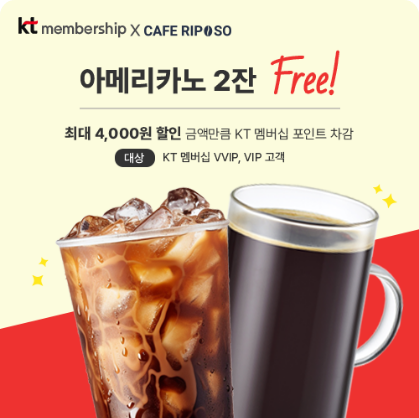 kt membership X CAFE RIPOSO
아메리카노 2잔 Free!
최대 4,000원 할인 금액만큼 KT 멤버십 포인트 차감
대상 KT 멤버십 VVIP, VIP 고객